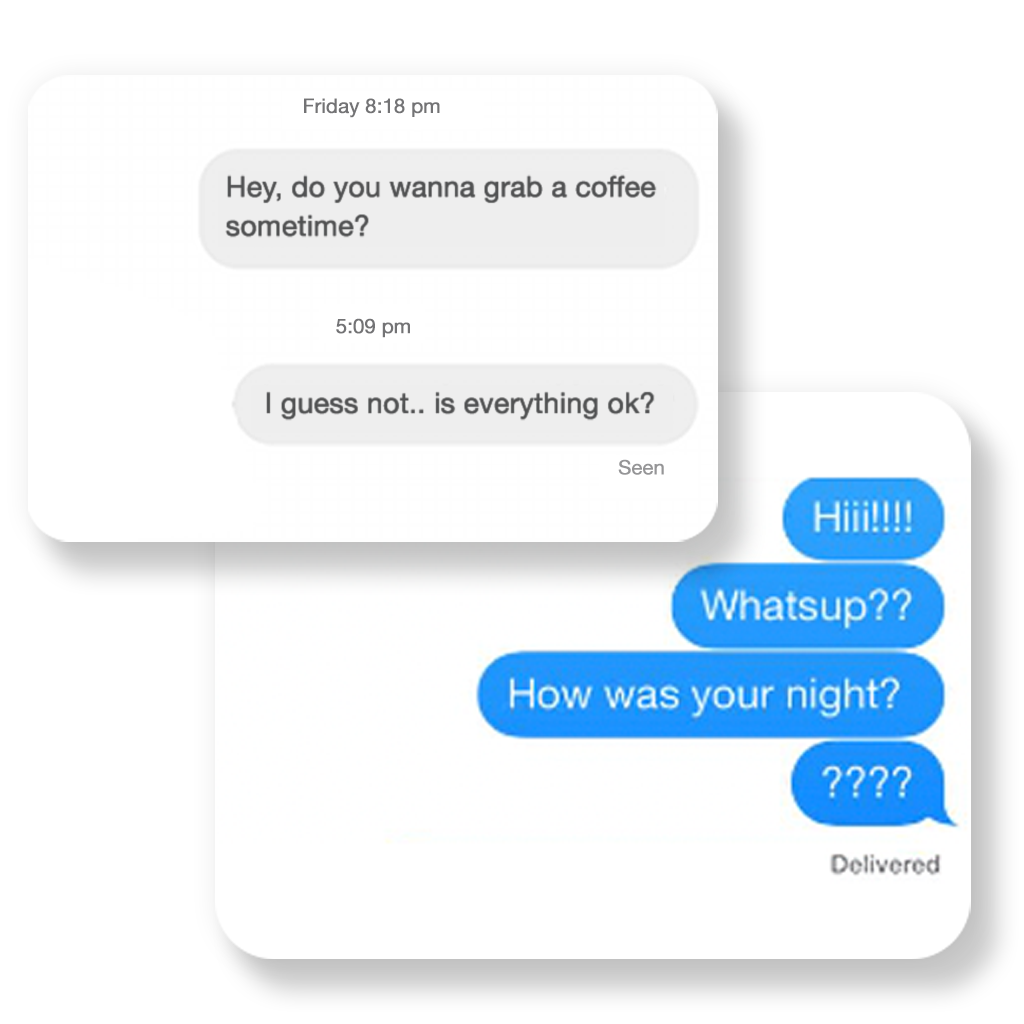 Friday 8:18 pm
Hey, do you wanna grab a coffee
sometime?
5:09 pm
I guess not.. is everything ok?
Seen
Hiii!!!!
Whatsup??
How was your night?
????
Delivered